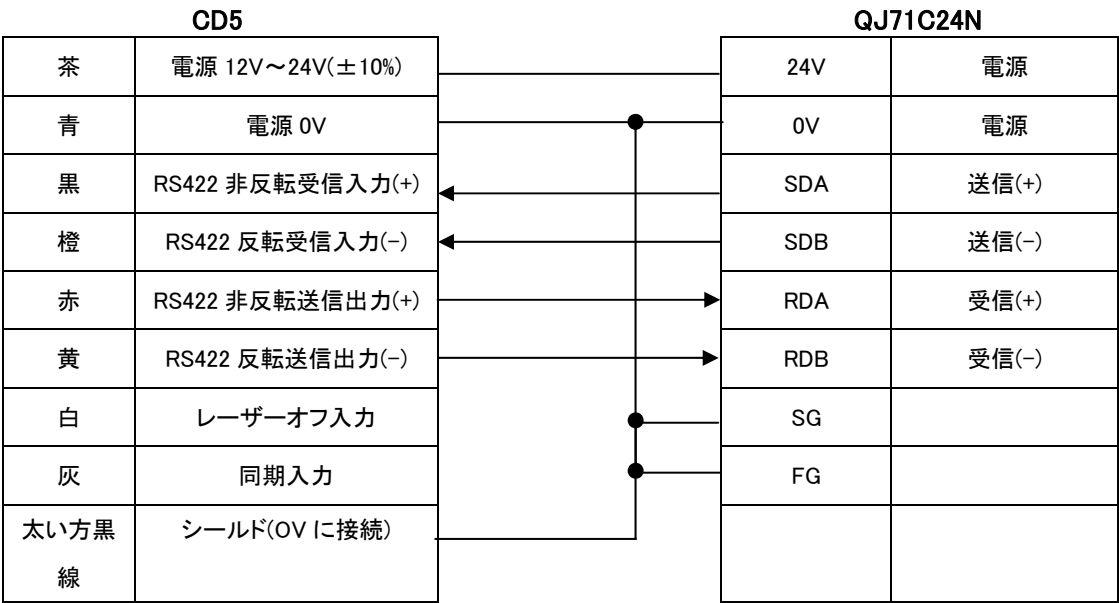 CD5 QJ71C24N
茶 電源 12V～24V(±10%) 24V 電源
青 電源 0V 0V 電源
黒 RS422 非反転受信入力(+) SDA 送信(+)
橙 RS422 反転受信入力(-) SDB 送信(-)
赤 RS422 非反転送信出力(+) RDA 受信(+)
黄 RS422 反転送信出力(-) RDB 受信(-)
白 レーザーオフ入力 SG
灰 同期入力 FG
太い方黒 シールド(0V に接続)
線